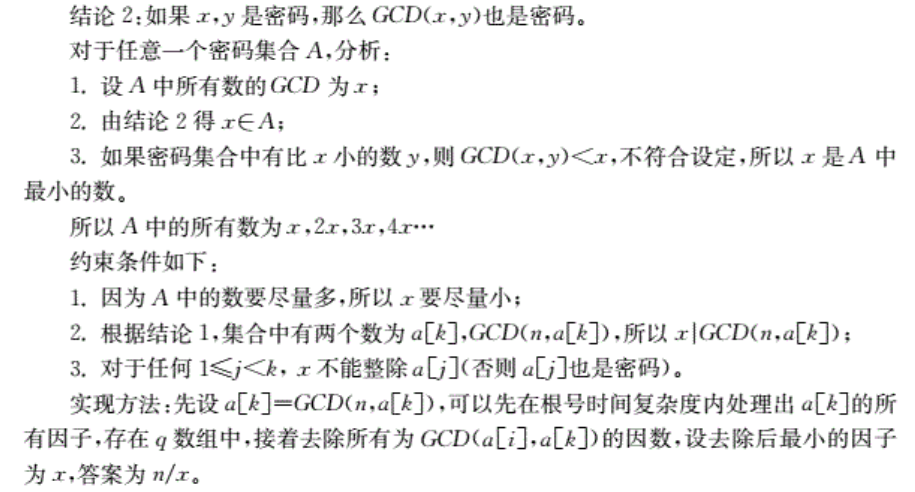 结论 2:如果 x,y 是密码,那么 GCD(x,y)也是密码。
对于任意一个密码集合 A,分析:
1. 设 A 中所有数的GCD 为 x;
2. 由结论 2 得 x∈A;
3. 如果密码集合中有比 x 小的数 y,则 GCD(x,y)<x,不符合设定,所以 x 是 A 中
最小的数。
所以 A 中的所有数为 x,2x,3x,4x…
约束条件如下:
1. 因为 A 中的数要尽量多,所以 x 要尽量小;
2. 根据结论 1,集合中有两个数为 a[k],GCD(n,a[k]),所以 x|GCD(n,a[k]);
3. 对于任何 1≤j<k, x 不能整除 a[j](否则 a[j]也是密码)。
实现方法:先设 a[k]=GCD(n,a[k]),可以先在根号时间复杂度内处理出 a[k]的所
有因子,存在 q 数组中,接着去除所有为 GCD(a[i],a[k])的因数,设去除后最小的因子
为 x,答案为 n/x。